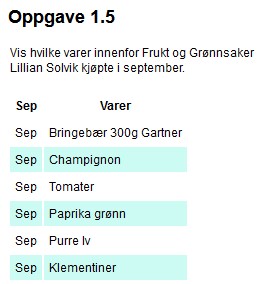 Oppgave 1.5
Vis hvilke varer innenfor Frukt og Grønnsaker
Lillian Solvik kjøpte i september.
Sep Varer
Sep Bringebær 300g Gartner
Sep Champignon
Sep Tomater
Sep Paprika grønn
Sep Purre lv
Sep Klementiner